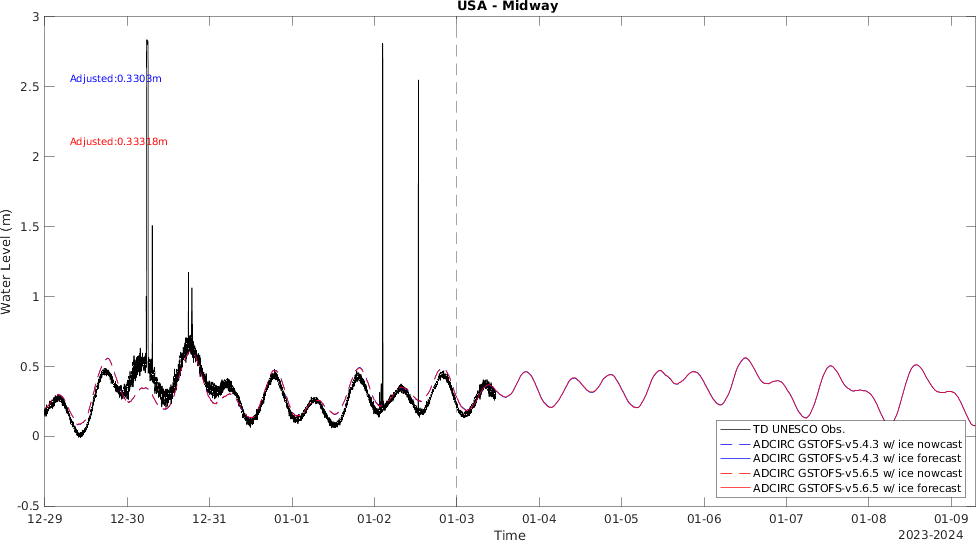 USA - Midway
3
2.5
2
1.5
1
0.5
0
-0.5
Water Level (m)
Adjusted:0.3303m
Adjusted:0.33318m
TD UNESCO Obs.
ADCIRC GSTOFS-v5.4.3 w/ ice nowcast
ADCIRC GSTOFS-v5.4.3 w/ ice forecast
ADCIRC GSTOFS-v5.6.5 w/ ice nowcast
ADCIRC GSTOFS-v5.6.5 w/ ice forecast
12-29 12-30 12-31 01-01 01-02 01-03 01-04 01-05 01-06 01-07 01-08 01-09
Time
2023-2024